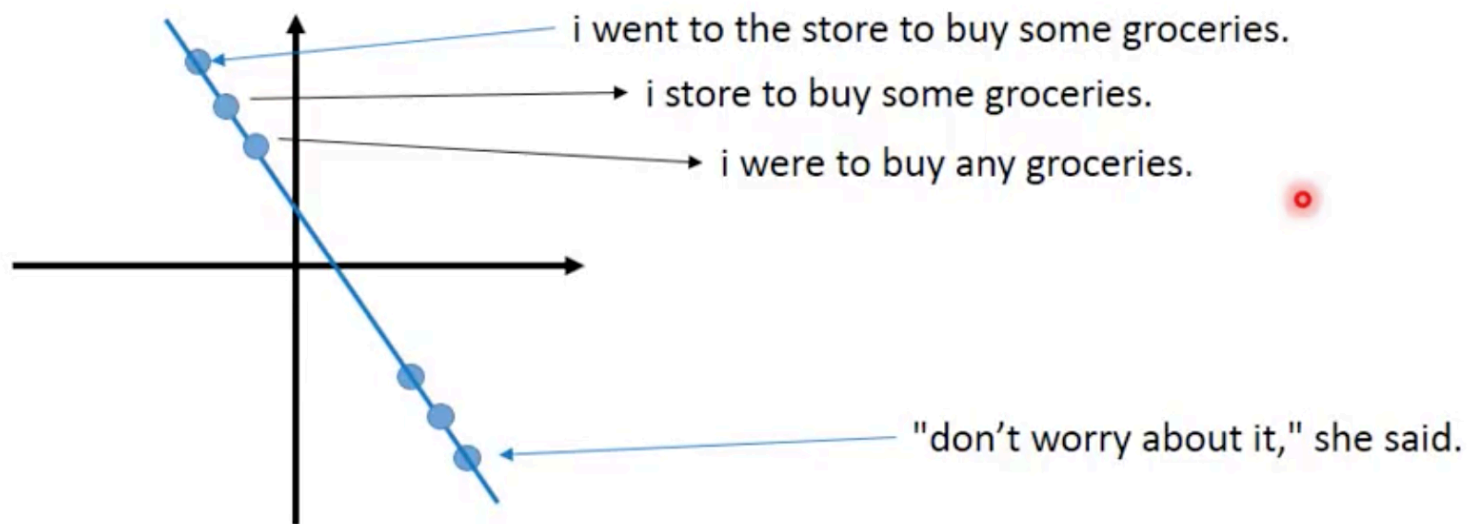 i went to the store to buy some groceries.
i store to buy some groceries.
i were to buy any groceries.
"don’t worry about it," she said.